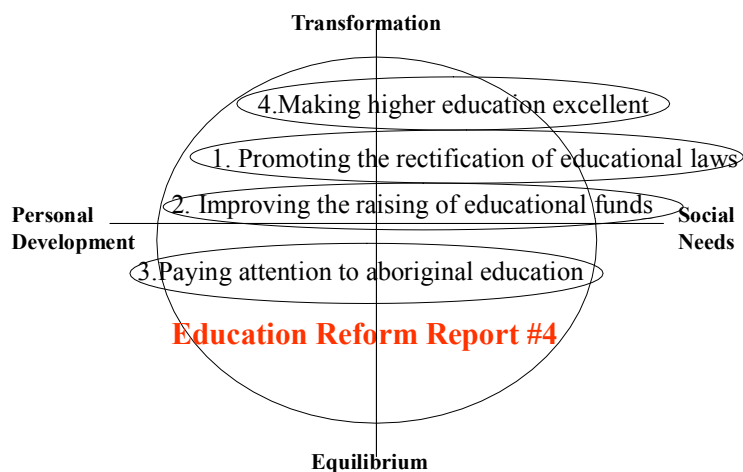 Transformation
4.Making higher education excellent
1. Promoting the rectification of educational laws
2. Improving the raising of educational funds
Personal
Development
Social
Needs
3.Paying attention to aboriginal education
Education Reform Report #4
Equilibrium